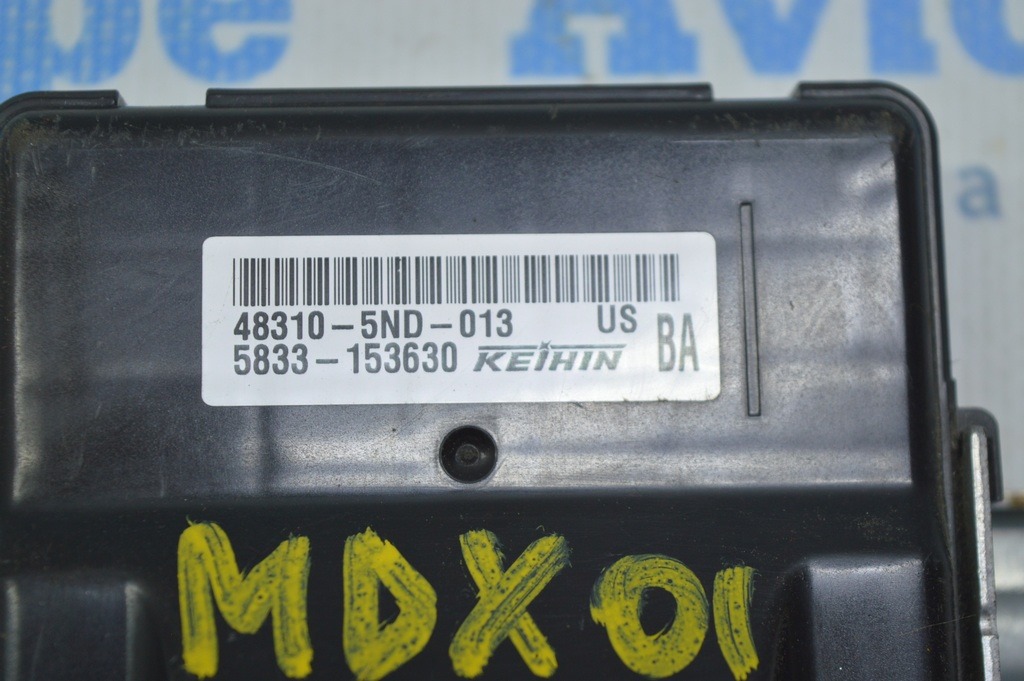 48310-5ND-013 US
5833-153630 KEIHIN BA
MDX01